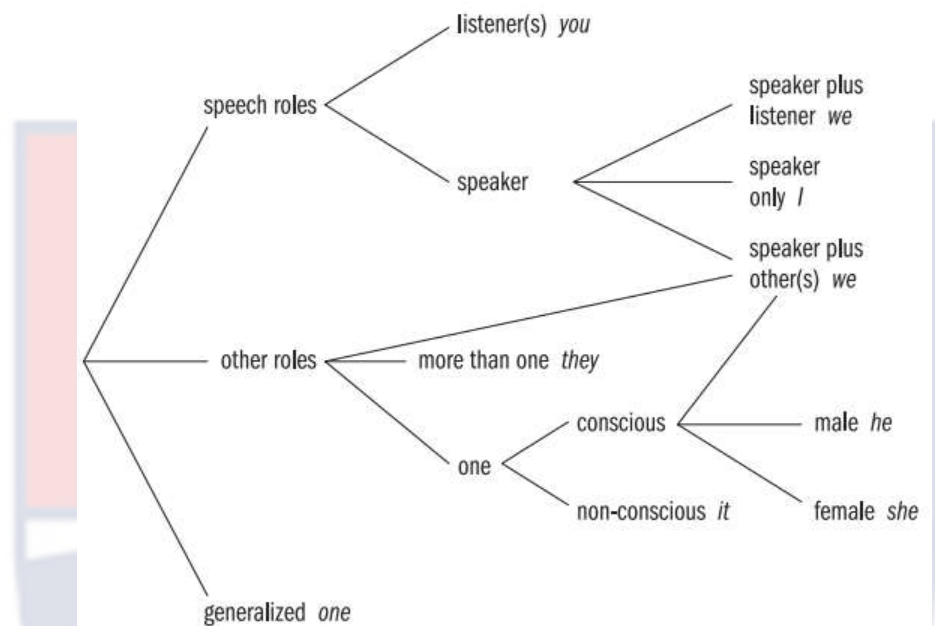 listener(s) you
speech roles
speaker plus
listener we
speaker
speaker
only I
speaker plus
other(s) we
other roles
more than one they
conscious
male he
one
non-conscious it
female she
generalized one